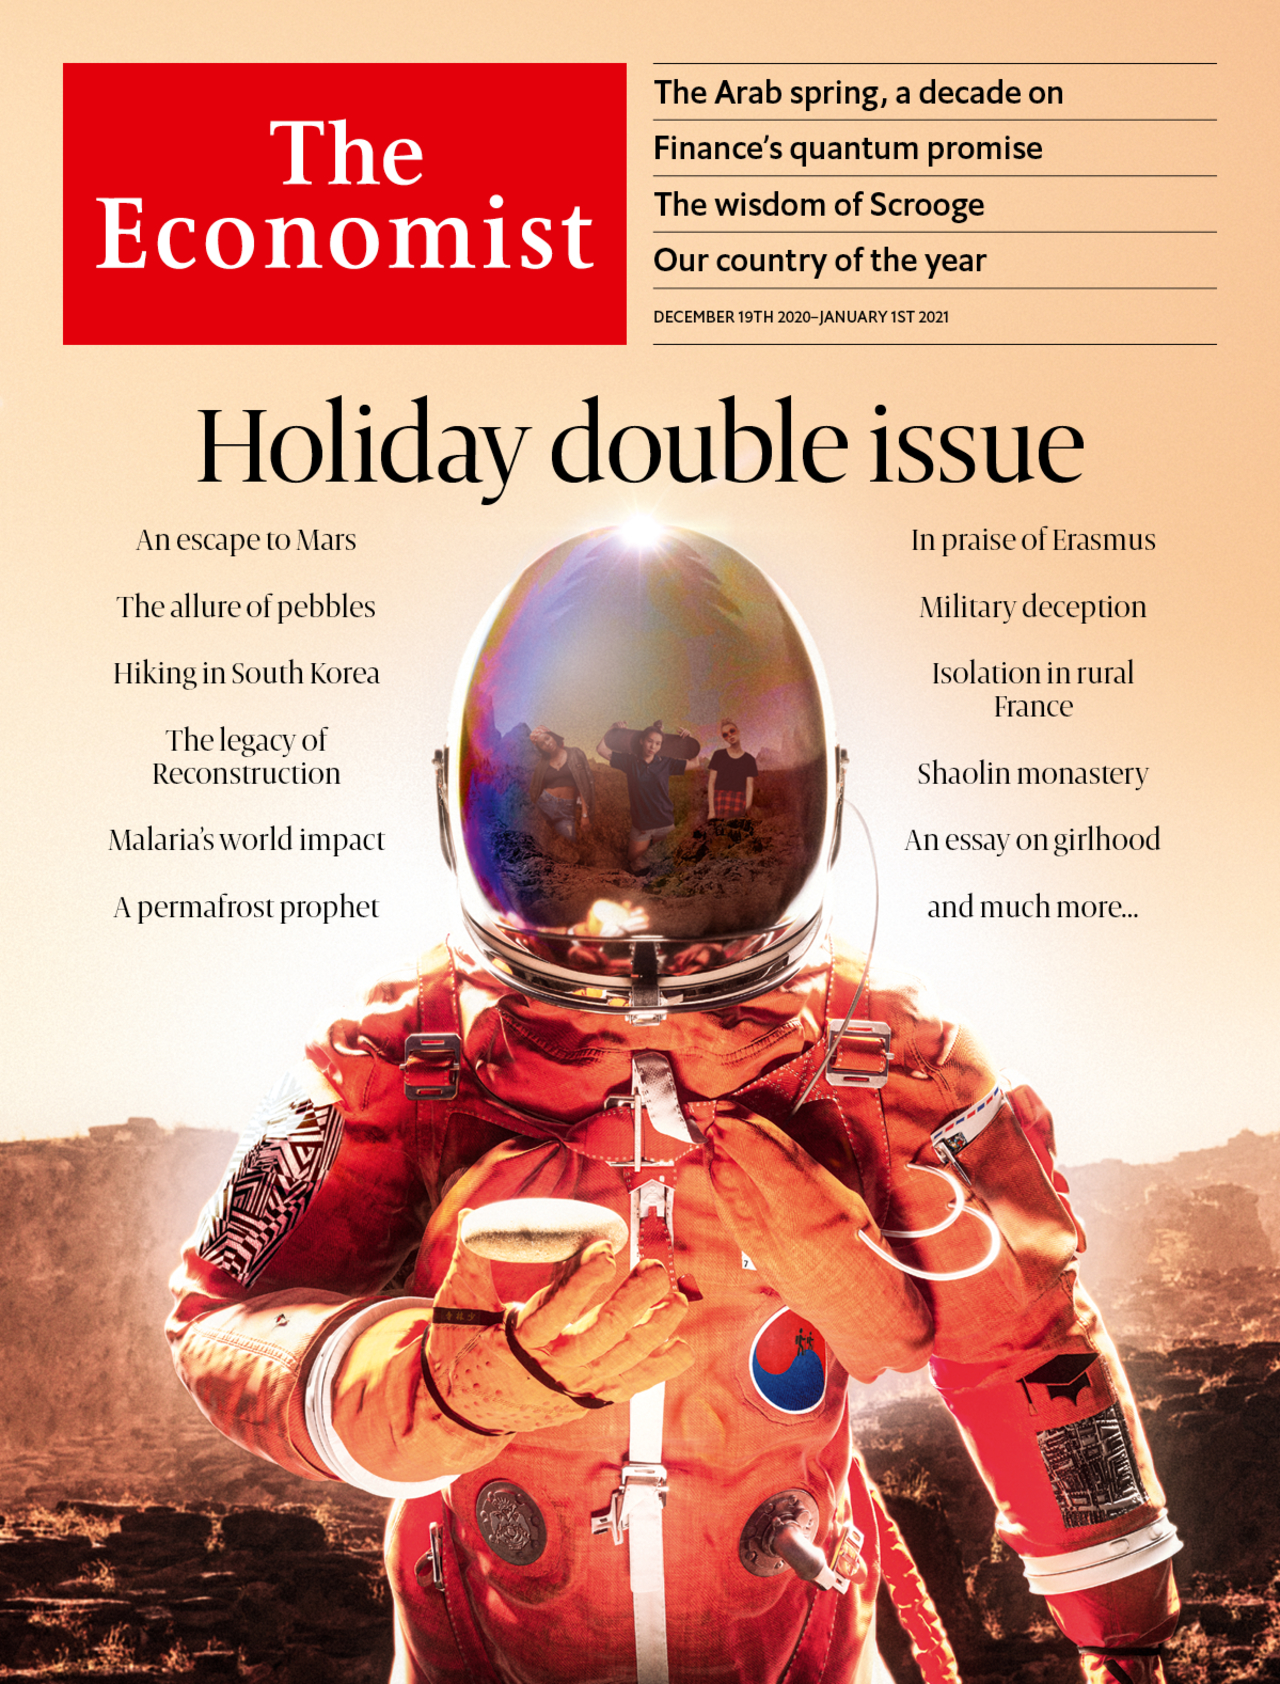 The
Economist
The Arab spring, a decade on
Finance’s quantum promise
The wisdom of Scrooge
Our country of the year
DECEMBER 19TH 2020–JANUARY 1ST 2021
Holiday double issue
An escape to Mars
The allure of pebbles
Hiking in South Korea
The legacy of
Reconstruction
Malaria’s world impact
A permafrost prophet
In praise of Erasmus
Military deception
Isolation in rural
France
Shaolin monastery
An essay on girlhood
and much more...
7